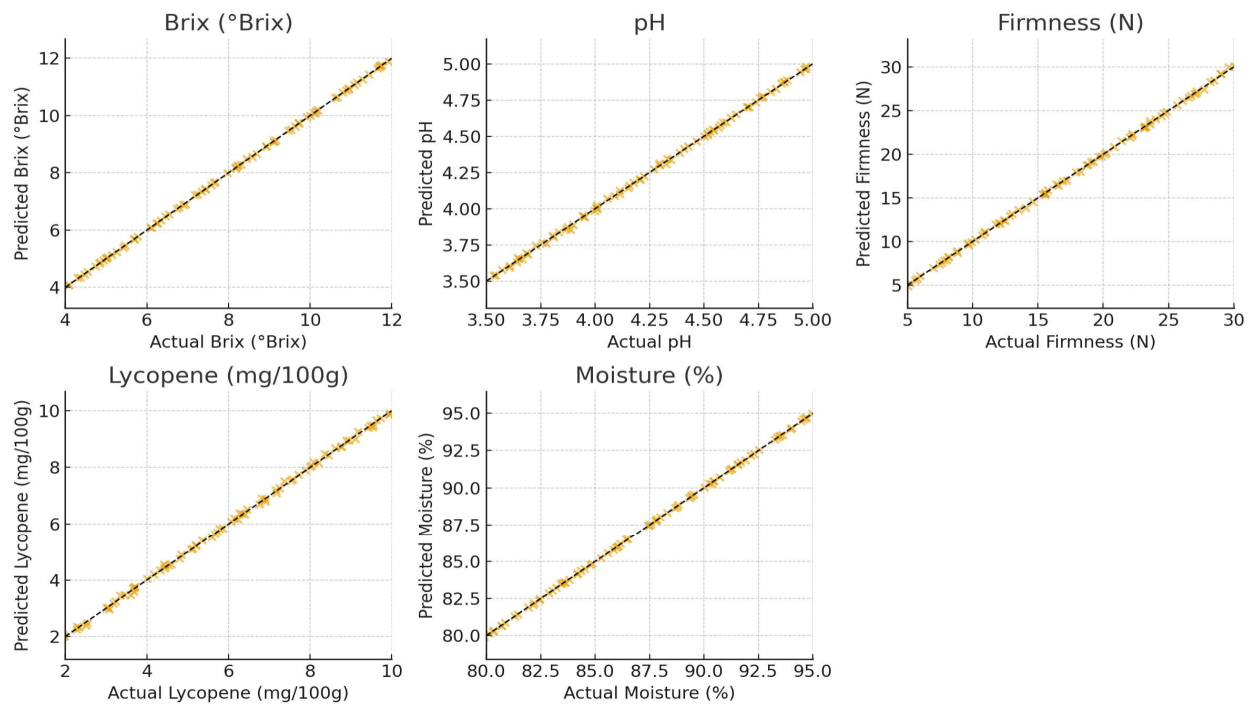 Brix (°Brix)
12
10
8
6
4
Predicted Brix (°Brix)
4 6 8 10 12
Actual Brix (°Brix)
pH
5.00
4.75
4.50
4.25
4.00
3.75
3.50
Predicted pH
3.50 3.75 4.00 4.25 4.50 4.75 5.00
Actual pH
Firmness (N)
30
25
20
15
10
5
Predicted Firmness (N)
5 10 15 20 25 30
Actual Firmness (N)
Lycopene (mg/100g)
10
8
6
4
2
Predicted Lycopene (mg/100g)
2 4 6 8 10
Actual Lycopene (mg/100g)
Moisture (%)
95.0
92.5
90.0
87.5
85.0
82.5
80.0
Predicted Moisture (%)
80.0 82.5 85.0 87.5 90.0 92.5 95.0
Actual Moisture (%)